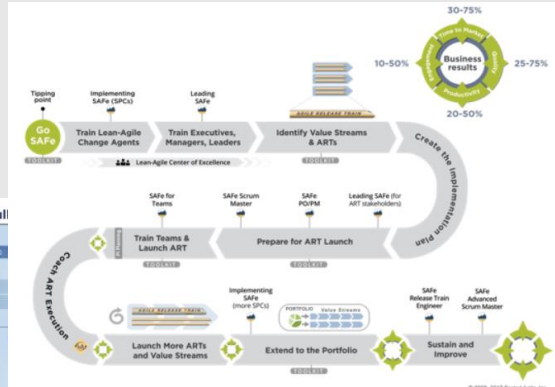 30-75%
Time to Market
10-50%
Engagement
Business
results
Quality
25-75%
Productivity
20-50%
Tipping
point
Implementing
SAFe (SPCs)
Leading
SAFe
AGILE RELEASE TRAIN
Go
SAFe
Train Lean-Agile
Change Agents
Train Executives,
Managers, Leaders
Identify Value Streams
& ARTs
Create the Implementation Plan
TOOLKIT
Lean-Agile Center of Excellence
TOOLKIT
SAFe for
Teams
SAFe Scrum
Master
SAFe
PO/PM
Leading SAFe (for
ART stakeholders)
Train Teams &
Launch ART
Prepare for ART Launch
TOOLKIT
TOOLKIT
Coach ART Execution
Implementing
SAFe
(more SPCs)
SAFe
Release Train
Engineer
SAFe
Advanced
Scrum Master
AGILE RELEASE TRAIN
PORTFOLIO
Value Streams
Launch More ARTs
and Value Streams
Extend to the Portfolio
Sustain and
Improve
TOOLKIT